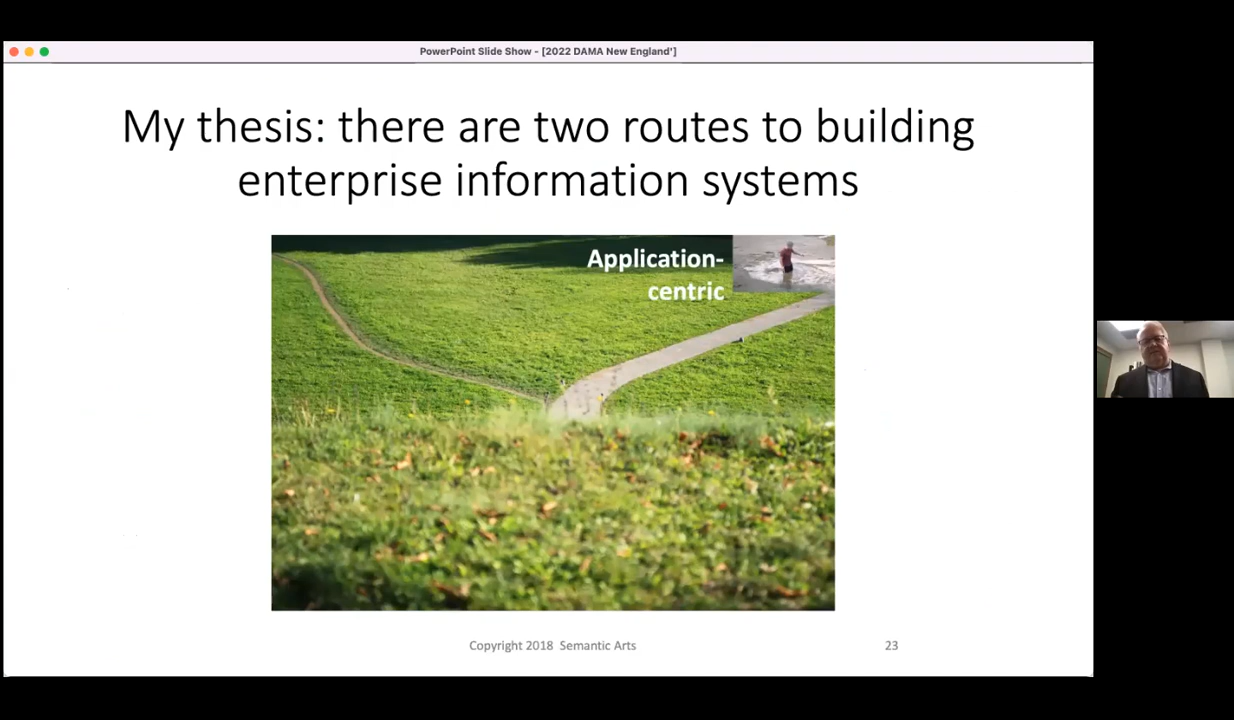 PowerPoint Slide Show - [2022 DAMA New England']
My thesis: there are two routes to building
enterprise information systems
Application-
centric
Copyright 2018 Semantic Arts
23